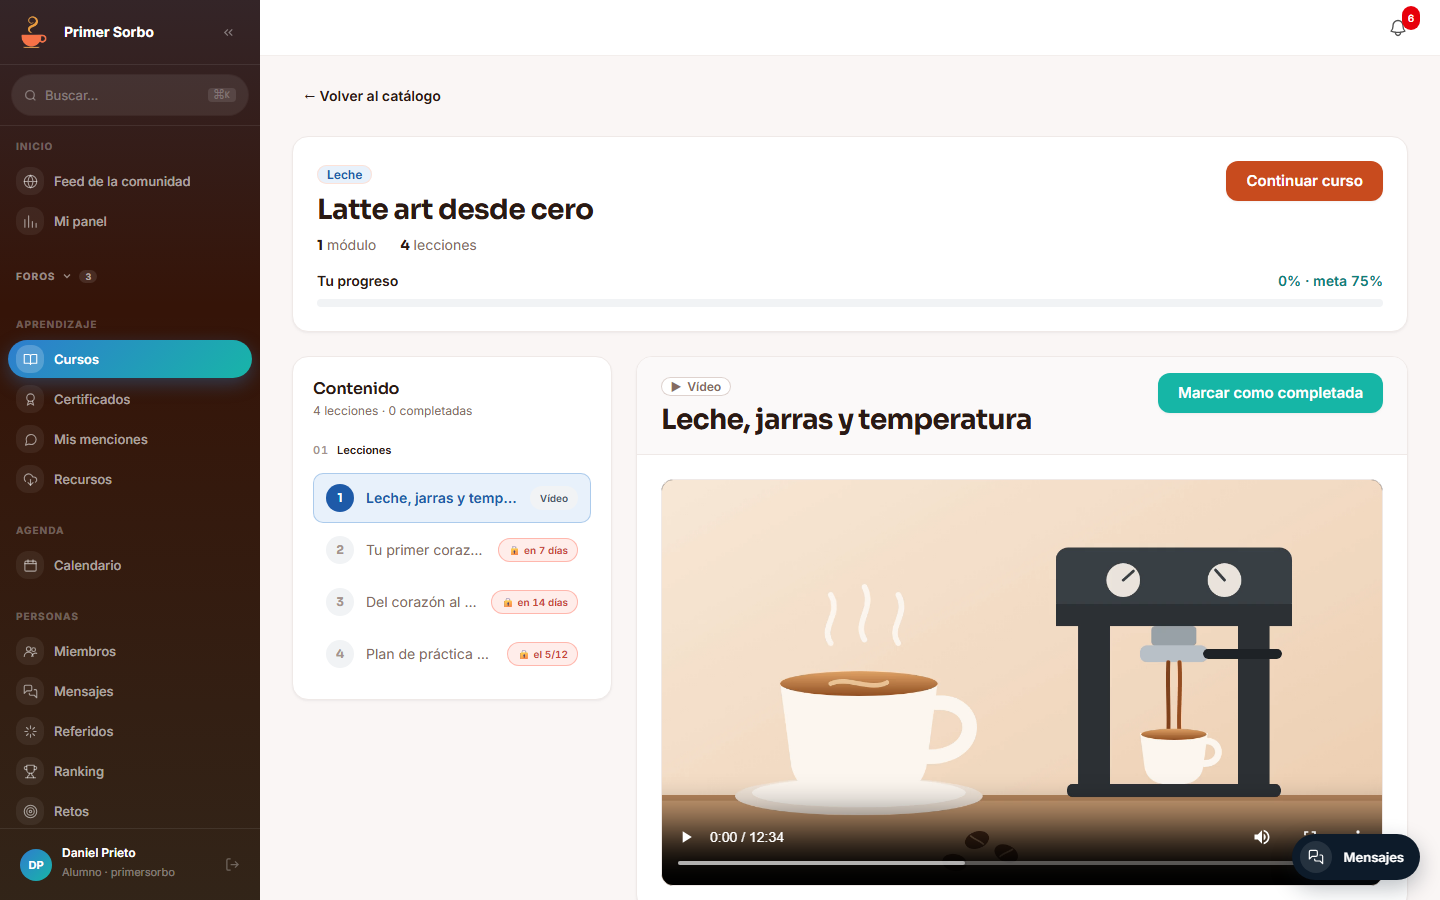 Primer Sorbo
«
Buscar...
⌘K
INICIO
Feed de la comunidad
Mi panel
FOROS 3
APRENDIZAJE
Cursos
Certificados
Mis menciones
Recursos
AGENDA
Calendario
PERSONAS
Miembros
Mensajes
Referidos
Ranking
Retos
DP
Daniel Prieto
Alumno · primersorbo
6
← Volver al catálogo
Leche
Latte art desde cero
1 módulo 4 lecciones
Continuar curso
Tu progreso
0% · meta 75%
Contenido
4 lecciones · 0 completadas
01 Lecciones
1 Leche, jarras y temp... Vídeo
2 Tu primer coraz... en 7 días
3 Del corazón al ... en 14 días
4 Plan de práctica ... el 5/12
Vídeo
Leche, jarras y temperatura
Marcar como completada
0:00 / 12:34
Mensajes